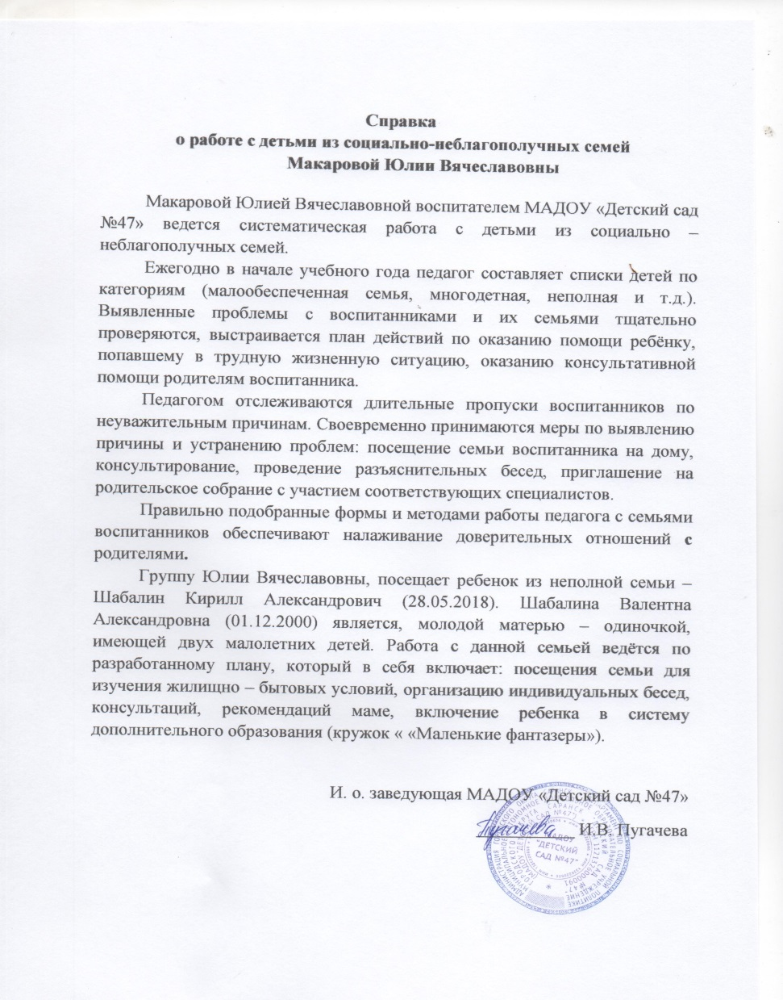 Справка
о работе с детьми из социально-неблагополучных семей
Макаровой Юлии Вячеславовны
Макаровой Юлией Вячеславовной воспитателем МАДОУ «Детский сад
№47» ведется систематическая работа с детьми из социально –
неблагополучных семей.
Ежегодно в начале учебного года педагог составляет списки детей по
категориям (малообеспеченная семья, многодетная, неполная и т.д.).
Выявленные проблемы с воспитанниками и их семьями тщательно
проверяются, выстраивается план действий по оказанию помощи ребёнку,
попавшему в трудную жизненную ситуацию, оказанию консультативной
помощи родителям воспитанника.
Педагогом отслеживаются длительные пропуски воспитанников по
неуважительным причинам. Своевременно принимаются меры по выявлению
причины и устранению проблем: посещение семьи воспитанника на дому,
консультирование, проведение разъяснительных бесед, приглашение на
родительское собрание с участием соответствующих специалистов.
Правильно подобранные формы и методами работы педагога с семьями
воспитанников обеспечивают налаживание доверительных отношений с
родителями.
Группу Юлии Вячеславовны, посещает ребенок из неполной семьи –
Шабалин Кирилл Александрович (28.05.2018). Шабалина Валентна
Александровна (01.12.2000) является, молодой матерью – одиночкой,
имеющей двух малолетних детей. Работа с данной семьей ведётся по
разработанному плану, который в себя включает: посещения семьи для
изучения жилищно – бытовых условий, организацию индивидуальных бесед,
консультаций, рекомендаций маме, включение ребенка в систему
дополнительного образования (кружок « «Маленькие фантазеры»).
И. о. заведующая МАДОУ «Детский сад №47»
Пугачева И.В. Пугачева
МАДОУ
"ДЕТСКИЙ
САД №47"